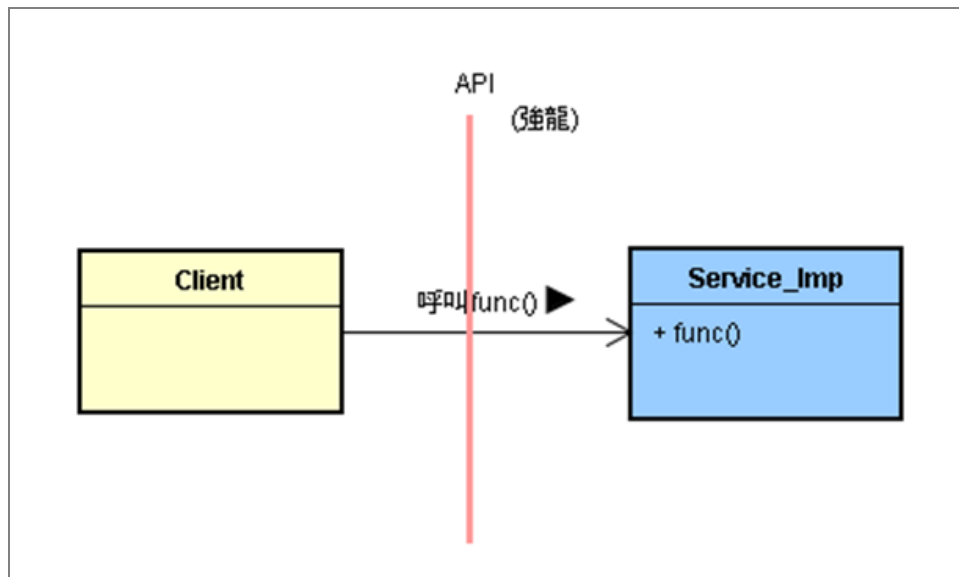 API
(強龍)
Client
呼叫func() ▶
Service_Imp
+ func()